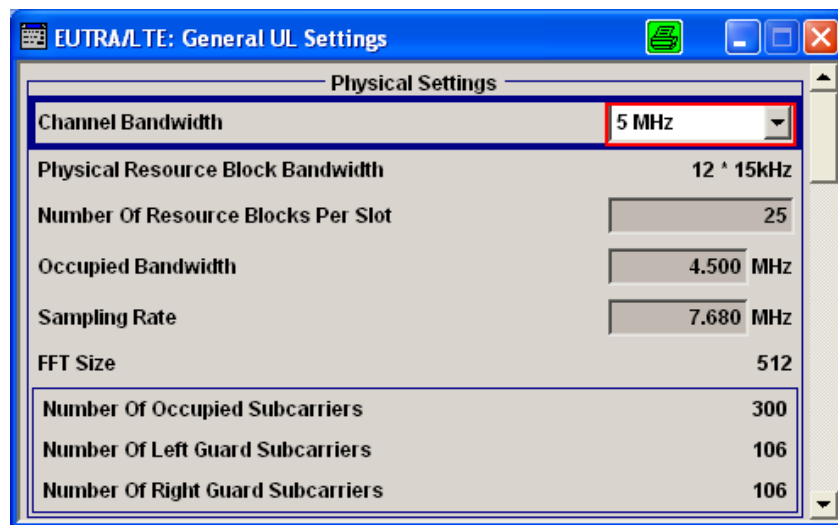 EUTRA/LTE: General UL Settings
Physical Settings
Channel Bandwidth 5 MHz
Physical Resource Block Bandwidth 12 * 15kHz
Number Of Resource Blocks Per Slot 25
Occupied Bandwidth 4.500 MHz
Sampling Rate 7.680 MHz
FFT Size 512
Number Of Occupied Subcarriers 300
Number Of Left Guard Subcarriers 106
Number Of Right Guard Subcarriers 106